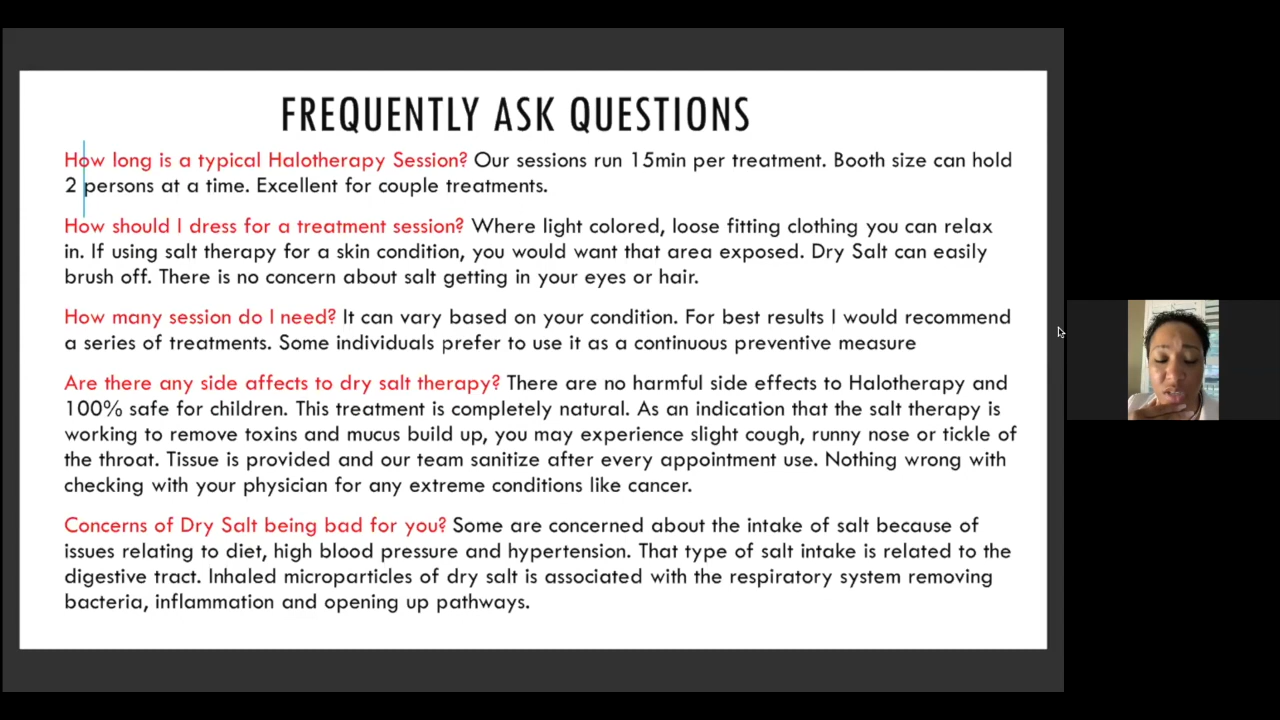 FREQUENTLY ASK QUESTIONS
How long is a typical Halotherapy Session? Our sessions run 15min per treatment. Booth size can hold
2 persons at a time. Excellent for couple treatments.
How should I dress for a treatment session? Where light colored, loose fitting clothing you can relax
in. If using salt therapy for a skin condition, you would want that area exposed. Dry Salt can easily
brush off. There is no concern about salt getting in your eyes or hair.
How many session do I need? It can vary based on your condition. For best results I would recommend
a series of treatments. Some individuals prefer to use it as a continuous preventive measure
Are there any side affects to dry salt therapy? There are no harmful side effects to Halotherapy and
100% safe for children. This treatment is completely natural. As an indication that the salt therapy is
working to remove toxins and mucus build up, you may experience slight cough, runny nose or tickle of
the throat. Tissue is provided and our team sanitize after every appointment use. Nothing wrong with
checking with your physician for any extreme conditions like cancer.
Concerns of Dry Salt being bad for you? Some are concerned about the intake of salt because of
issues relating to diet, high blood pressure and hypertension. That type of salt intake is related to the
digestive tract. Inhaled microparticles of dry salt is associated with the respiratory system removing
bacteria, inflammation and opening up pathways.